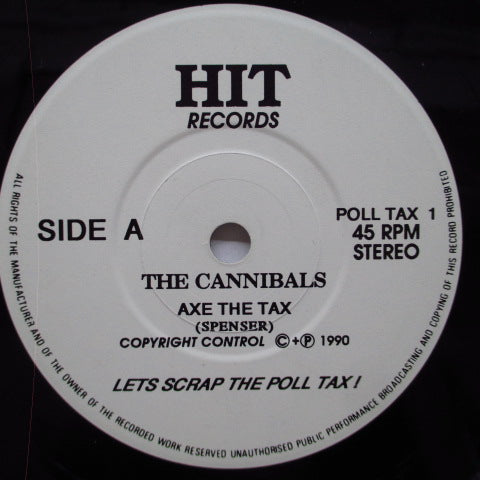 HIT
RECORDS
SIDE A
POLL TAX 1
45 RPM
STEREO
THE CANNIBALS
AXE THE TAX
(SPENSER)
COPYRIGHT CONTROL ©+℗ 1990
LETS SCRAP THE POLL TAX!
ALL RIGHTS OF THE MANUFACTURER AND OF THE OWNER OF THE RECORDED WORK RESERVED UNAUTHORISED PUBLIC PERFORMANCE BROADCASTING AND COPYING OF THIS RECORD PROHIBITED